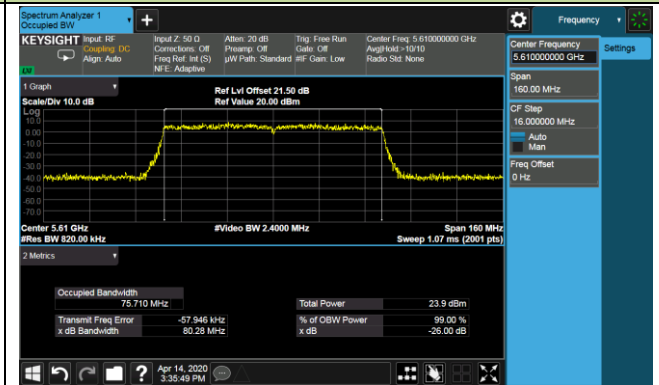 Spectrum Analyzer 1
Occupied BW
+
Frequency
KEYSIGHT
Input: RF
Coupling: DC
Align: Auto
Input Z: 50 Ω
Corrections: Off
Freq Ref: Int (S)
NFE: Adaptive
Atten: 20 dB
Preamp: Off
µW Path: Standard
Trig: Free Run
Gate: Off
#IF Gain: Low
Center Freq: 5.610000000 GHz
Avg|Hold:>10/10
Radio Std: None
Center Frequency
5.610000000 GHz
Settings
Span
160.00 MHz
CF Step
16.000000 MHz
Auto
Man
Freq Offset
0 Hz
1 Graph
Scale/Div 10.0 dB
Ref Lvl Offset 21.50 dB
Ref Value 20.00 dBm
Log
10.0
0.00
-10.0
-20.0
-30.0
-40.0
-50.0
-60.0
-70.0
Center 5.61 GHz
#Res BW 820.00 kHz
#Video BW 2.4000 MHz
Span 160 MHz
Sweep 1.07 ms (2001 pts)
2 Metrics
Occupied Bandwidth
75.710 MHz
Total Power 23.9 dBm
Transmit Freq Error -57.946 kHz
% of OBW Power 99.00 %
x dB Bandwidth 80.28 MHz
x dB -26.00 dB
?
Apr 14, 2020
3:35:49 PM